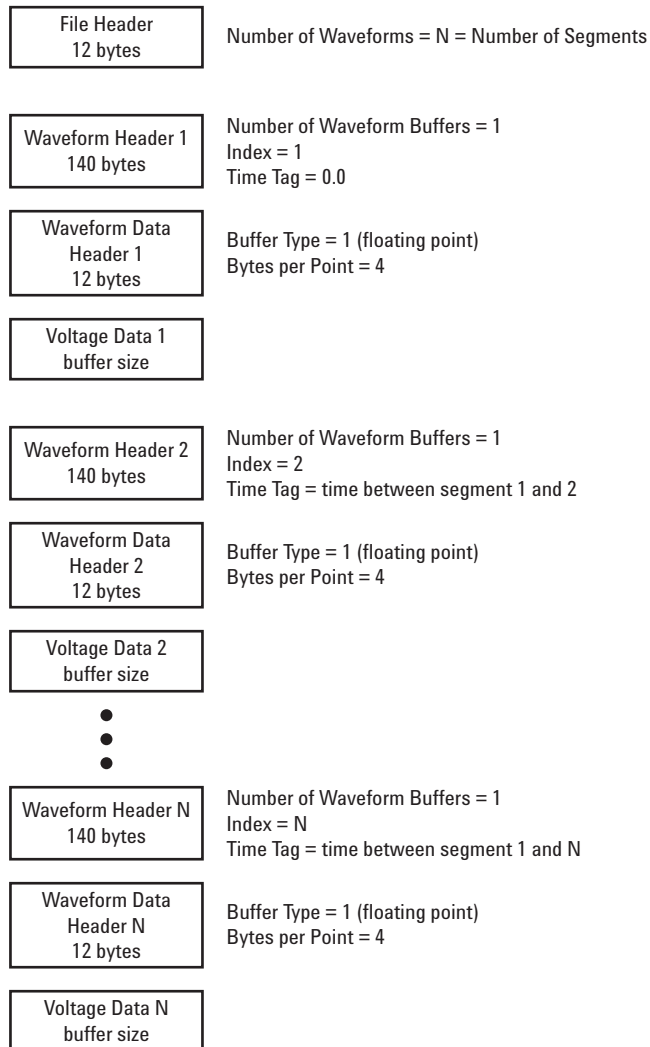 File Header
12 bytes
Number of Waveforms = N = Number of Segments
Waveform Header 1
140 bytes
Number of Waveform Buffers = 1
Index = 1
Time Tag = 0.0
Waveform Data
Header 1
12 bytes
Buffer Type = 1 (floating point)
Bytes per Point = 4
Voltage Data 1
buffer size
Waveform Header 2
140 bytes
Number of Waveform Buffers = 1
Index = 2
Time Tag = time between segment 1 and 2
Waveform Data
Header 2
12 bytes
Buffer Type = 1 (floating point)
Bytes per Point = 4
Voltage Data 2
buffer size
Waveform Header N
140 bytes
Number of Waveform Buffers = 1
Index = N
Time Tag = time between segment 1 and N
Waveform Data
Header N
12 bytes
Buffer Type = 1 (floating point)
Bytes per Point = 4
Voltage Data N
buffer size